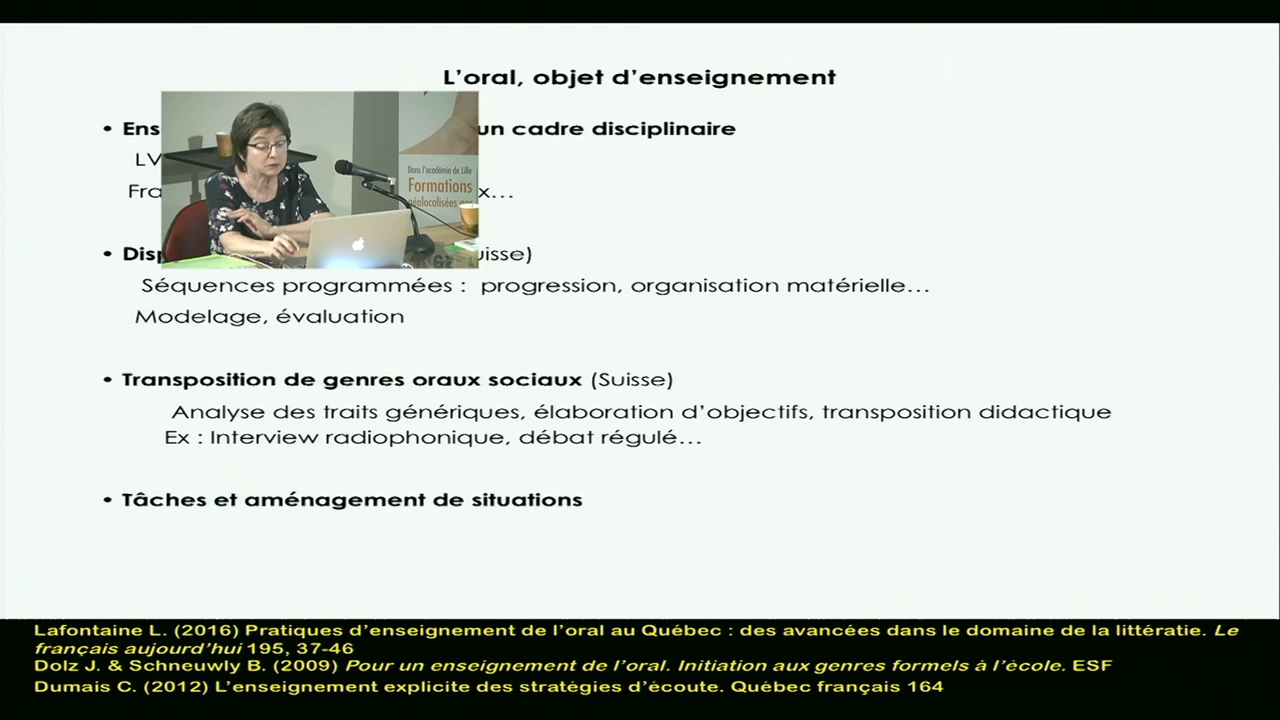 L'oral, objet d'enseignement
• Ens un cadre disciplinaire
LV
Fra x…
• Disp uisse)
Séquences programmées : progression, organisation matérielle…
Modelage, évaluation
• Transposition de genres oraux sociaux (Suisse)
Analyse des traits génériques, élaboration d'objectifs, transposition didactique
Ex : Interview radiophonique, débat régulé…
• Tâches et aménagement de situations
Dans l'académie de Lille
Formations
néolocalisées par
Lafontaine L. (2016) Pratiques d'enseignement de l'oral au Québec : des avancées dans le domaine de la littératie. Le
français aujourd'hui 195, 37-46
Dolz J. & Schneuwly B. (2009) Pour un enseignement de l'oral. Initiation aux genres formels à l'école. ESF
Dumais C. (2012) L'enseignement explicite des stratégies d'écoute. Québec français 164